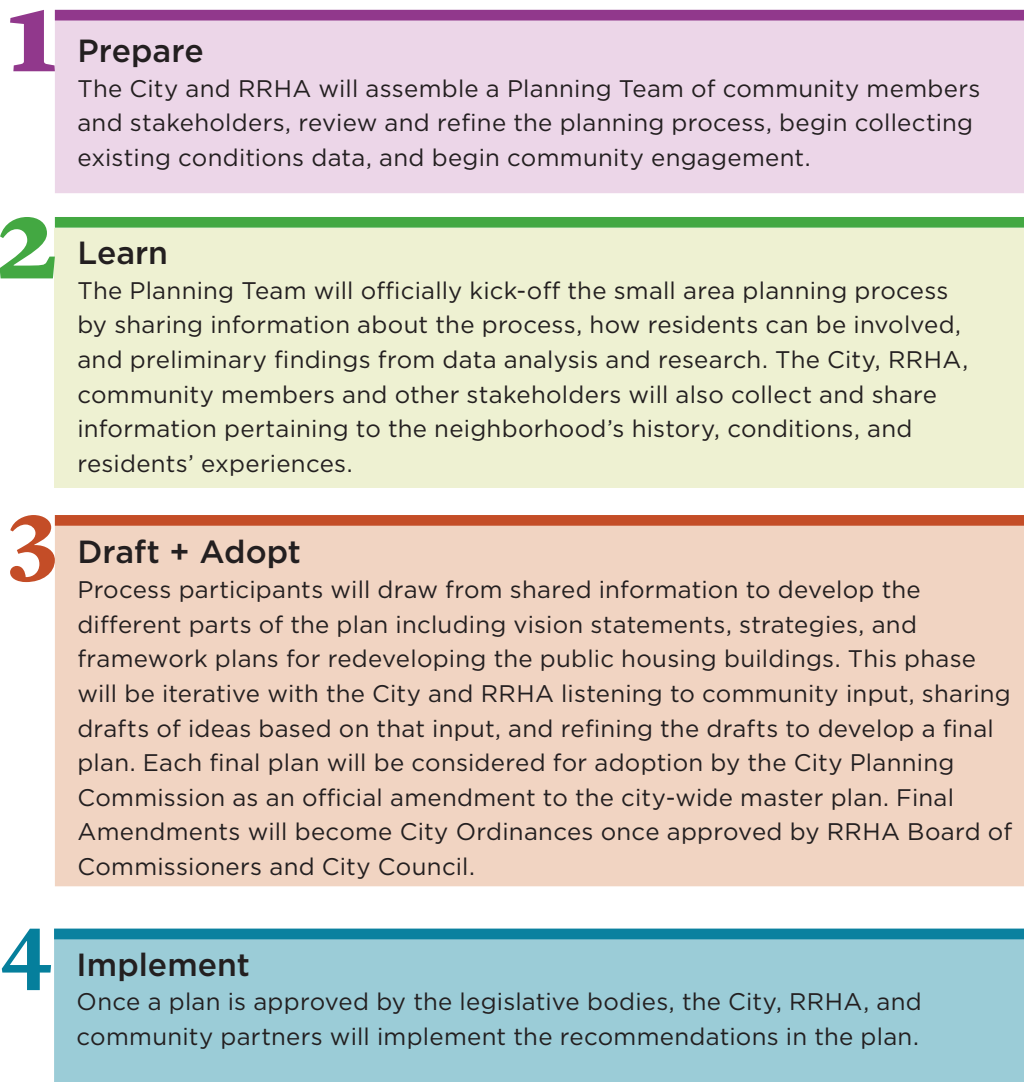 1
Prepare
The City and RRHA will assemble a Planning Team of community members
and stakeholders, review and refine the planning process, begin collecting
existing conditions data, and begin community engagement.
2
Learn
The Planning Team will officially kick-off the small area planning process
by sharing information about the process, how residents can be involved,
and preliminary findings from data analysis and research. The City, RRHA,
community members and other stakeholders will also collect and share
information pertaining to the neighborhood’s history, conditions, and
residents’ experiences.
3
Draft + Adopt
Process participants will draw from shared information to develop the
different parts of the plan including vision statements, strategies, and
framework plans for redeveloping the public housing buildings. This phase
will be iterative with the City and RRHA listening to community input, sharing
drafts of ideas based on that input, and refining the drafts to develop a final
plan. Each final plan will be considered for adoption by the City Planning
Commission as an official amendment to the city-wide master plan. Final
Amendments will become City Ordinances once approved by RRHA Board of
Commissioners and City Council.
4
Implement
Once a plan is approved by the legislative bodies, the City, RRHA, and
community partners will implement the recommendations in the plan.